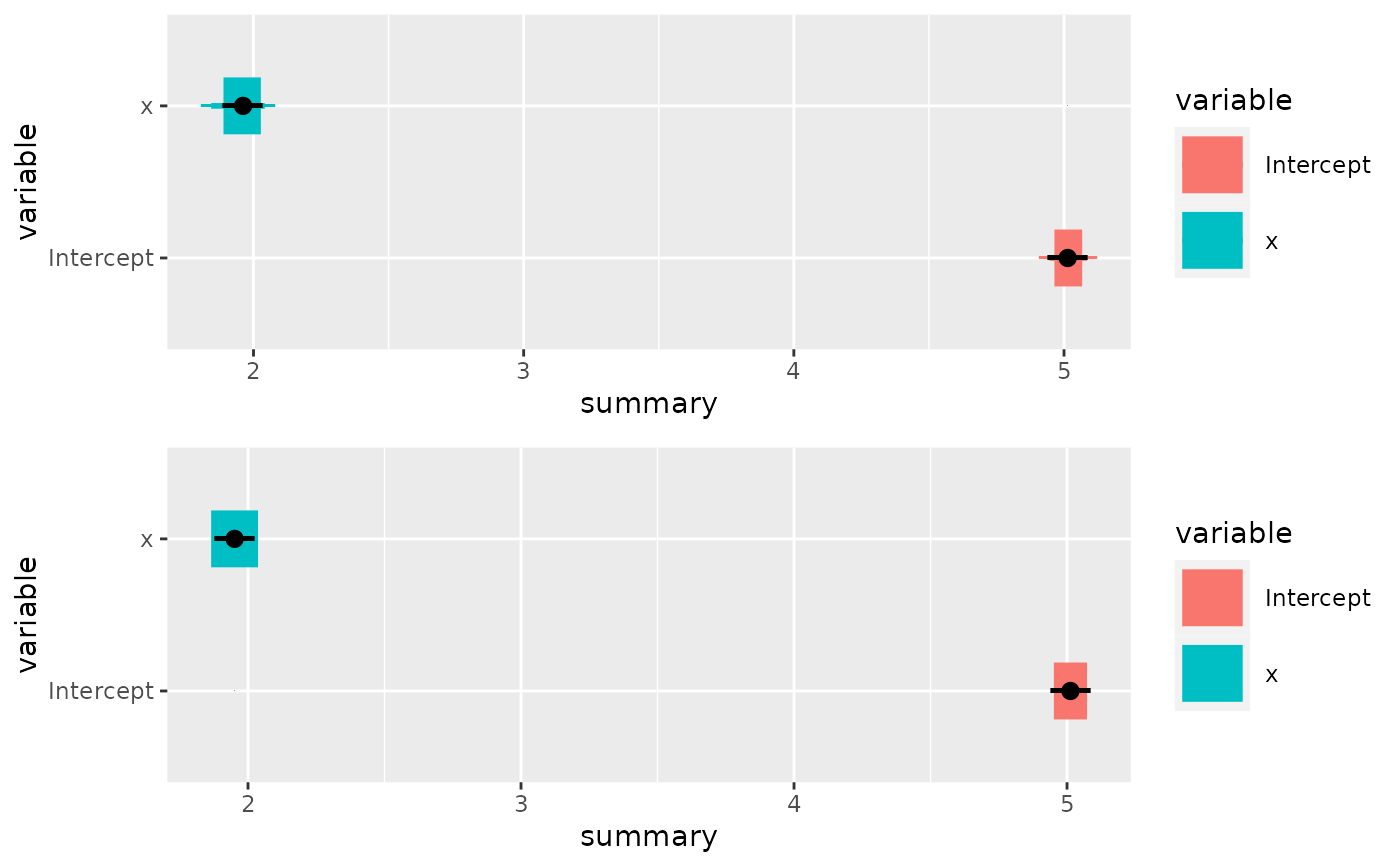 variable
x
Intercept
2 3 4 5
summary
variable
Intercept
x
variable
x
Intercept
2 3 4 5
summary
variable
Intercept
x